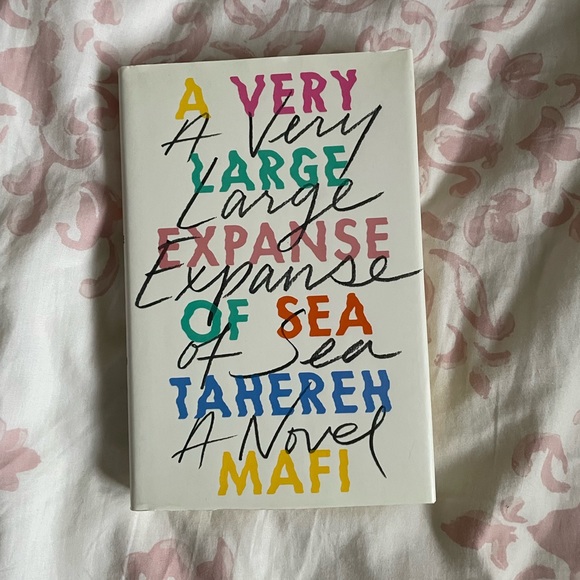 A VERY
A Very
LARGE
Large
EXPANSE
Expanse
OF SEA
of Sea
TAHEREH
A Novel
MAFI